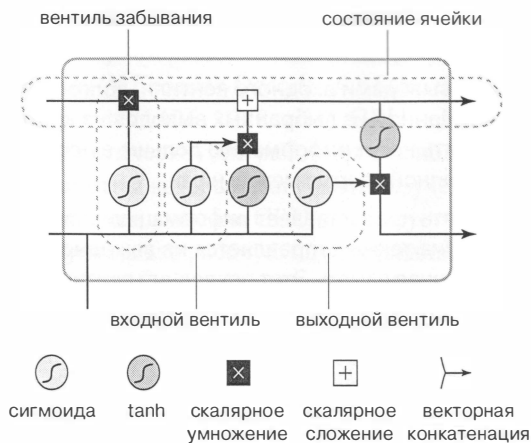 вентиль забывания
состояние ячейки
входной вентиль
выходной вентиль
сигмоида
tanh
скалярное
умножение
скалярное
сложение
векторная
конкатенация